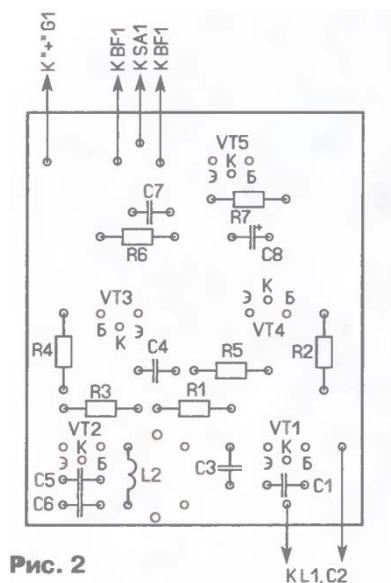 К "+" G1
К BF1
К SA1
К BF1
VT5
К
Э Б
C7
R7
R6
C8
VT3
Б Э
К
К
Э Б
VT4
R4
C4
R5
R2
R3
R1
VT2
К
Э Б
C5
C6
L2
C3
VT1
К
Э Б
C1
Рис. 2
К L1, C2